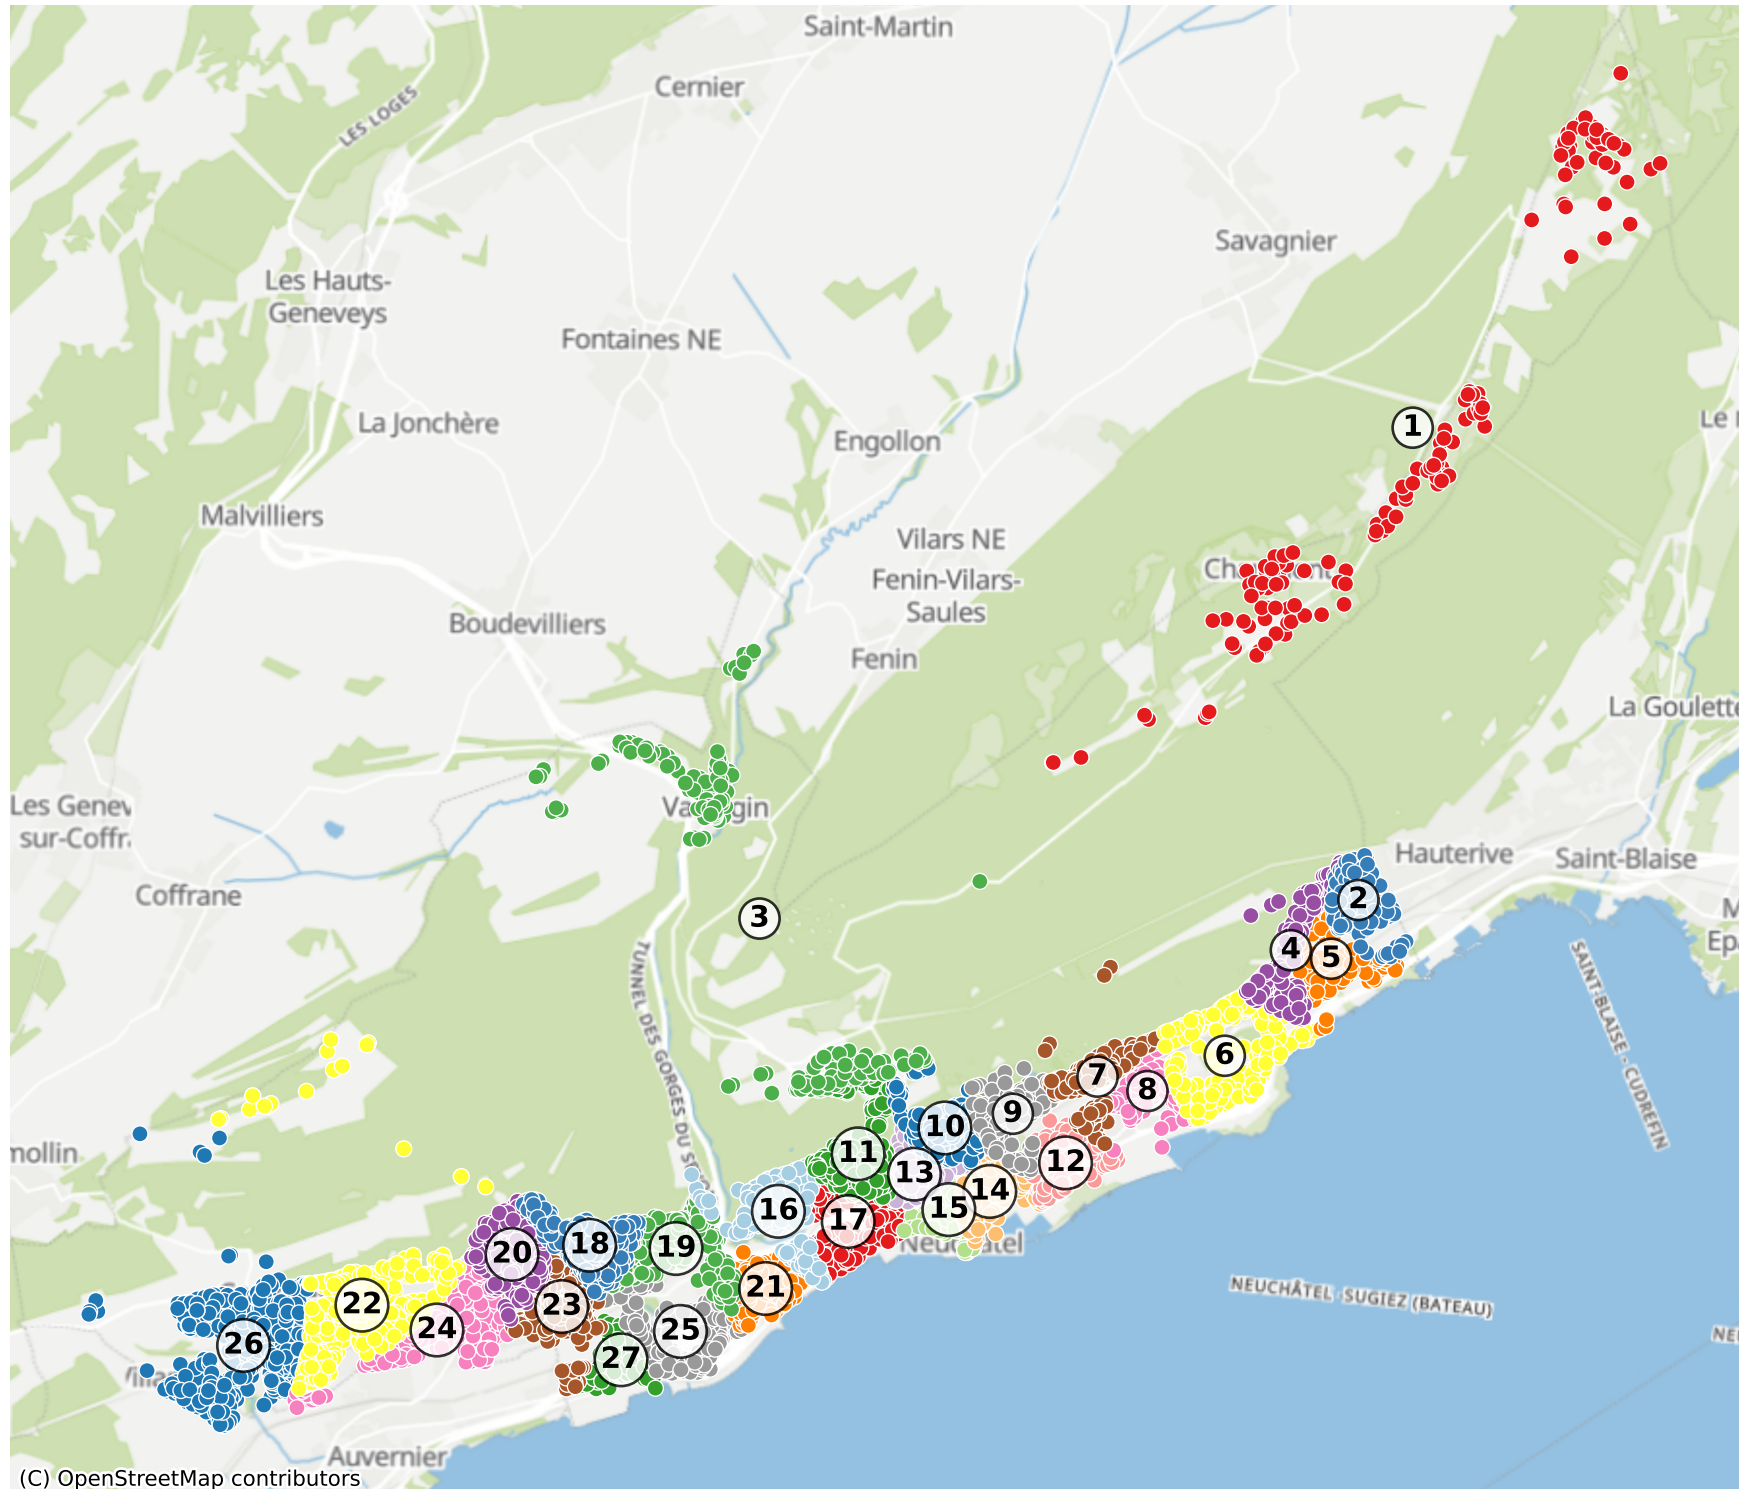 Saint-Martin
Cernier
LES LOGES
Savagnier
Les Hauts-
Geneveys
Fontaines NE
Le
La Jonchère
1
Engollon
Malvilliers
Vilars NE
Fenin-Vilars-
Saules
Boudevilliers
Fenin
La Goulette
Les Genev
sur-Coffr
Hauterive
Saint-Blaise
Coffrane
2
3
4
5
TUNNEL DES GORGES DU
SAINT-BLAISE - CUDREFIN
6
7
8
9
10
11
12
13
14
15
16
17
mollin
18
19
20
21
22
23
24
25
26
27
NEUCHÂTEL SUGIEZ (BATEAU)
Auvernier
(C) OpenStreetMap contributors